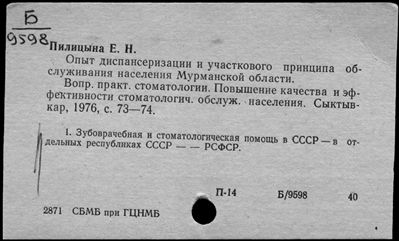 Б
9598
Пилицына Е. Н.
Опыт диспансеризации и участкового принципа об-
служивания населения Мурманской области.
Вопр. практ. стоматологии. Повышение качества и эф-
фективности стоматологич. обслуж. населения. Сыктыв-
кар, 1976, с. 73—74.
1. Зубоврачебная и стоматологическая помощь в СССР — в от-
дельных республиках СССР — — РСФСР.
П-14 Б/9598 40
2871 СБМВ при ГЦНМБ